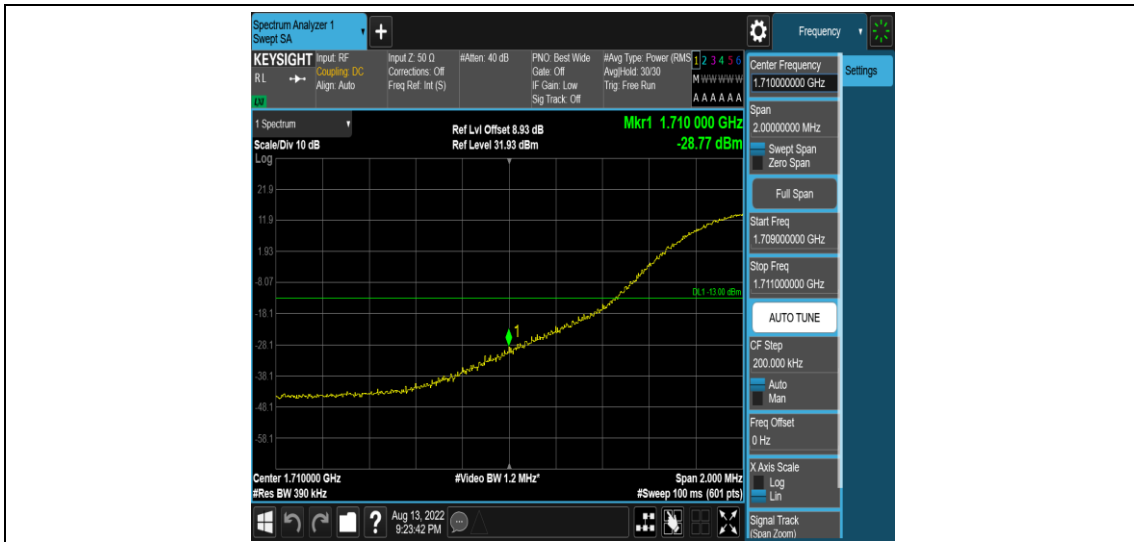 Spectrum Analyzer 1
Swept SA
Frequency
KEYSIGHT
RL
LXI
Input: RF
Coupling: DC
Align: Auto
Input Z: 50 Ω
Corrections: Off
Freq Ref: Int (S)
#Atten: 40 dB
PNO: Best Wide
Gate: Off
IF Gain: Low
Sig Track: Off
#Avg Type: Power (RMS
Avg|Hold: 30/30
Trig: Free Run
1 2 3 4 5 6
M W W W W W
A A A A A A
Center Frequency
1.710000000 GHz
Settings
Span
2.00000000 MHz
Swept Span
Zero Span
Full Span
Start Freq
1.709000000 GHz
Stop Freq
1.711000000 GHz
AUTO TUNE
CF Step
200.000 kHz
Auto
Man
Freq Offset
0 Hz
X Axis Scale
Log
Lin
Signal Track
(Span Zoom)
1 Spectrum
Scale/Div 10 dB
Ref Lvl Offset 8.93 dB
Ref Level 31.93 dBm
Mkr1 1.710 000 GHz
-28.77 dBm
Log
21.9
11.9
1.93
-8.07
DL1 -13.00 dBm
-18.1
1
-28.1
-38.1
-48.1
-58.1
Center 1.710000 GHz
#Video BW 1.2 MHz*
Span 2.000 MHz
#Res BW 390 kHz
#Sweep 100 ms (601 pts)
?
Aug 13, 2022
9:23:42 PM